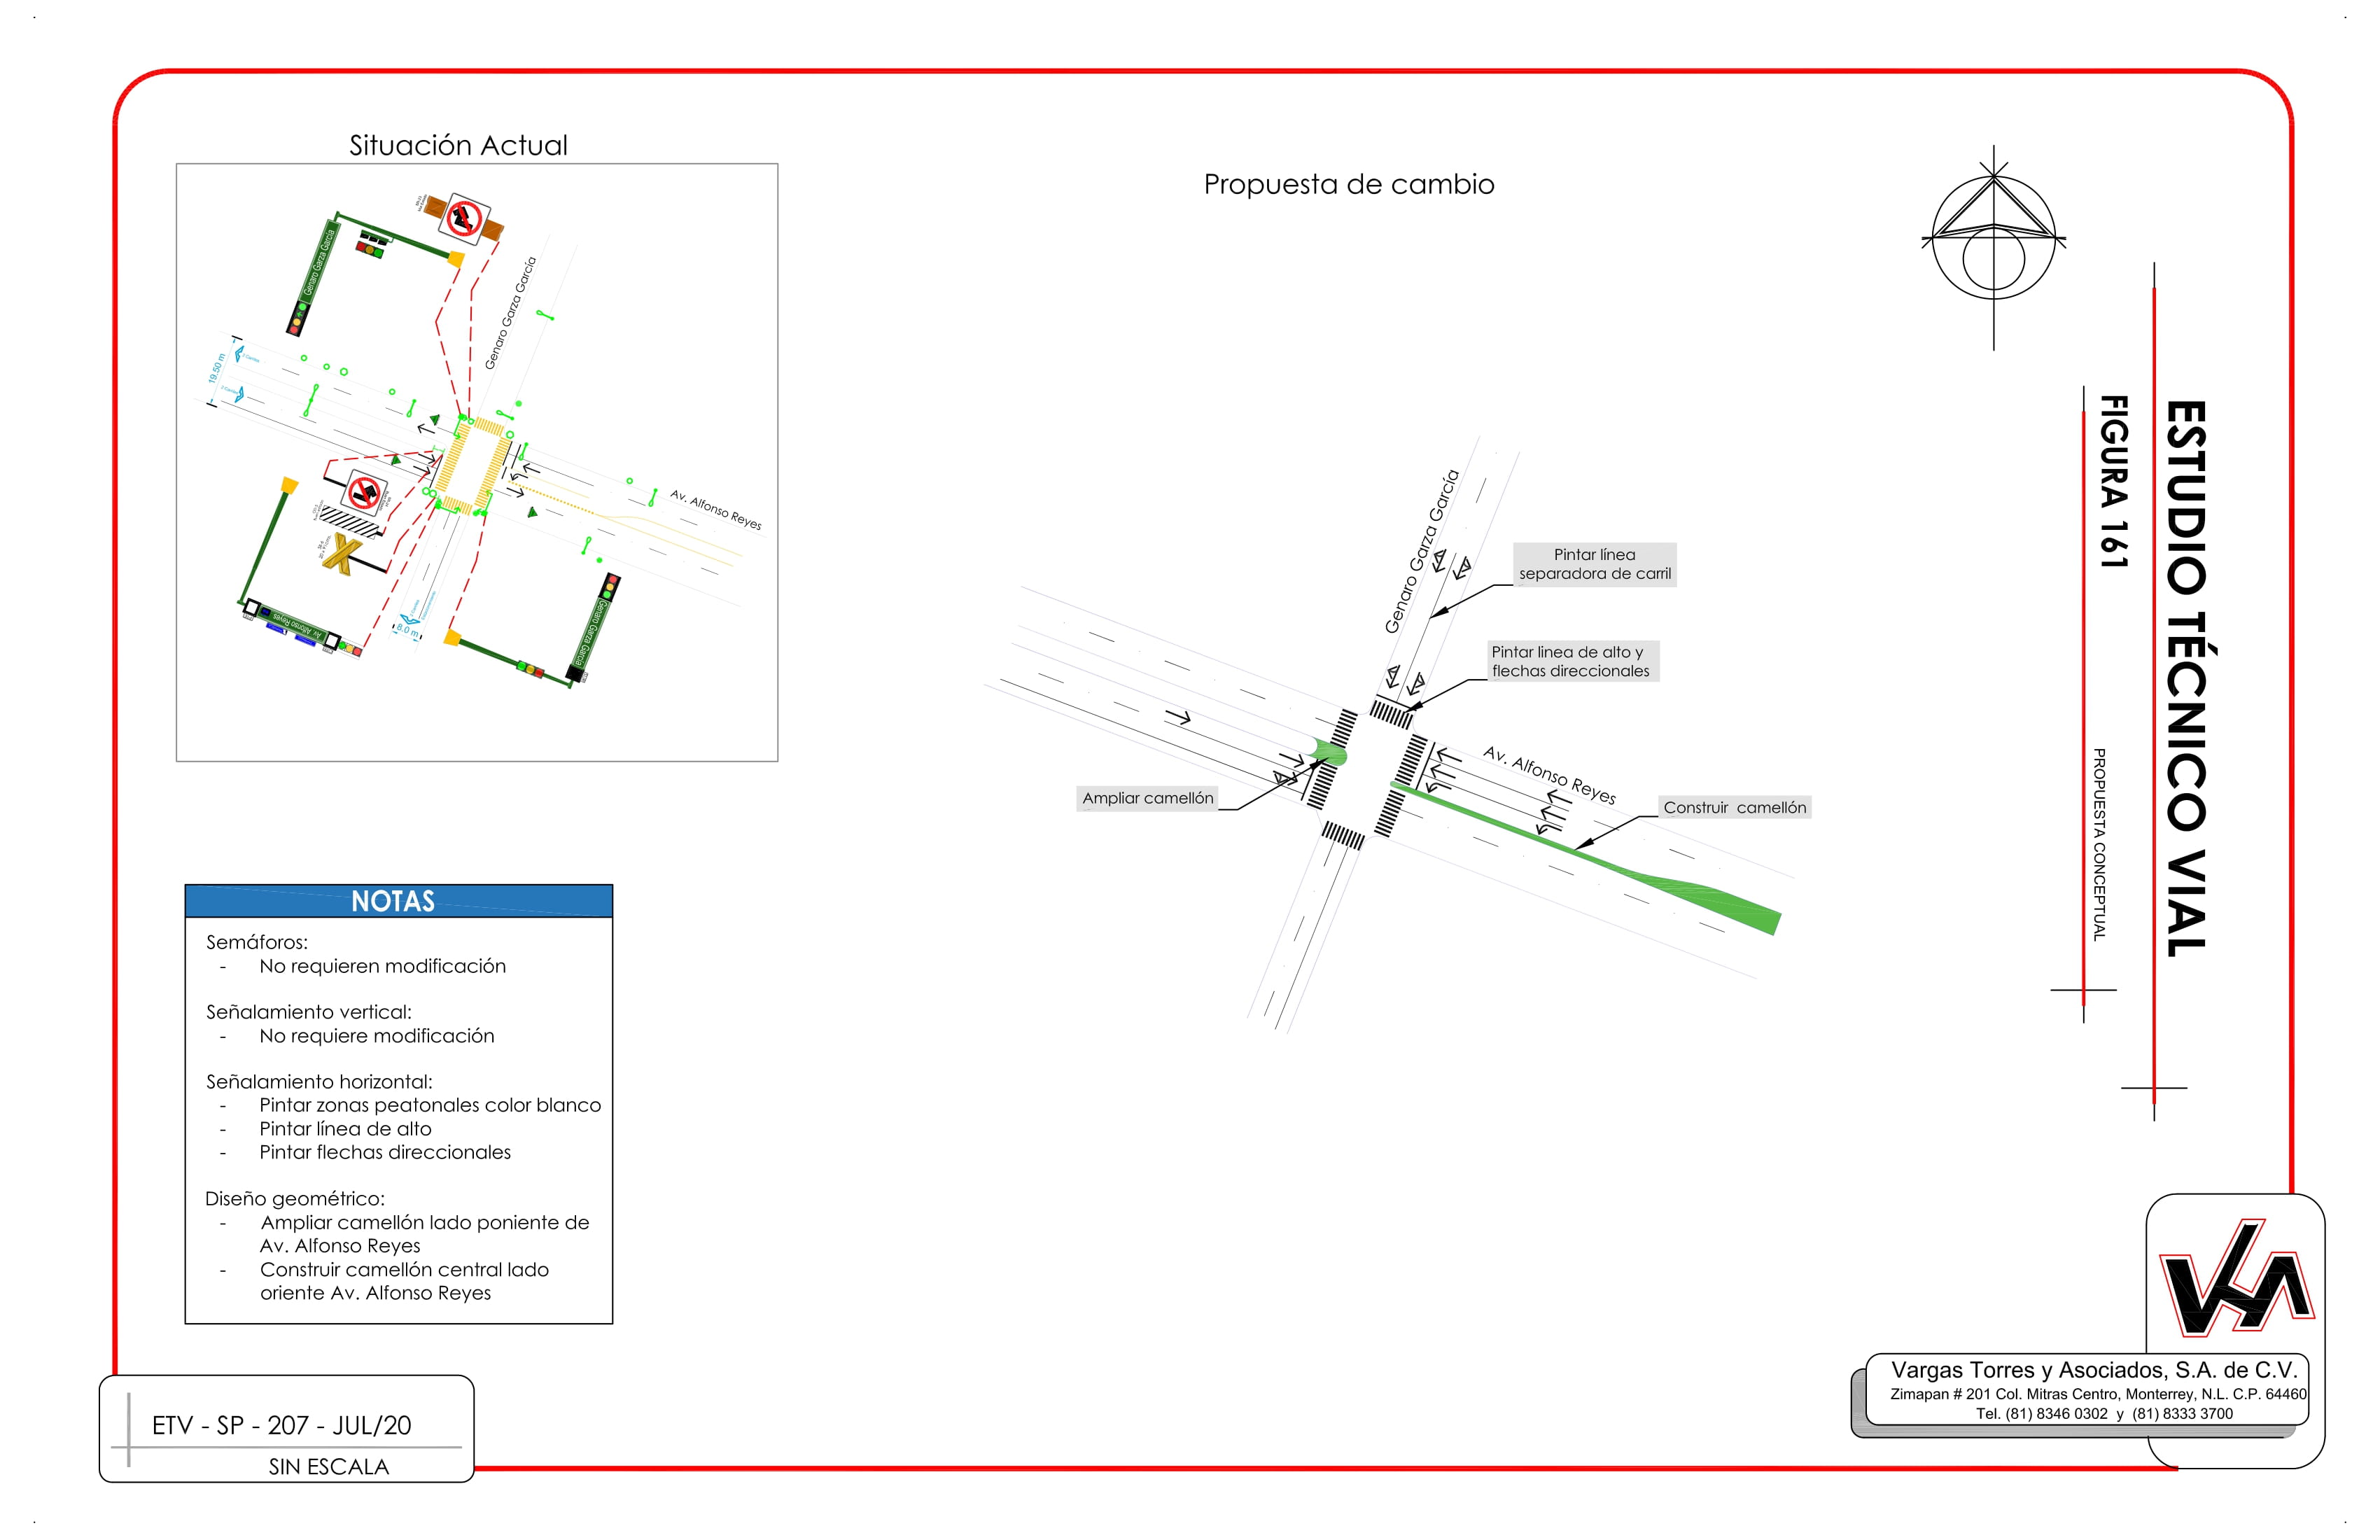 Situación Actual
Genaro Garza García
Genaro Garza García
19.50 m
Av. Alfonso Reyes
Av. Alfonso Reyes
Genaro Garza García
8.0 m
Propuesta de cambio
Genaro Garza García
Pintar línea
separadora de carril
Pintar linea de alto y
flechas direccionales
Av. Alfonso Reyes
Ampliar camellón
Construir camellón
ESTUDIO TÉCNICO VIAL
FIGURA 161
PROPUESTA CONCEPTUAL
NOTAS
Semáforos:
- No requieren modificación
Señalamiento vertical:
- No requiere modificación
Señalamiento horizontal:
- Pintar zonas peatonales color blanco
- Pintar línea de alto
- Pintar flechas direccionales
Diseño geométrico:
- Ampliar camellón lado poniente de
Av. Alfonso Reyes
- Construir camellón central lado
oriente Av. Alfonso Reyes
ETV - SP - 207 - JUL/20
SIN ESCALA
Vargas Torres y Asociados, S.A. de C.V.
Zimapan # 201 Col. Mitras Centro, Monterrey, N.L. C.P. 64460
Tel. (81) 8346 0302 y (81) 8333 3700